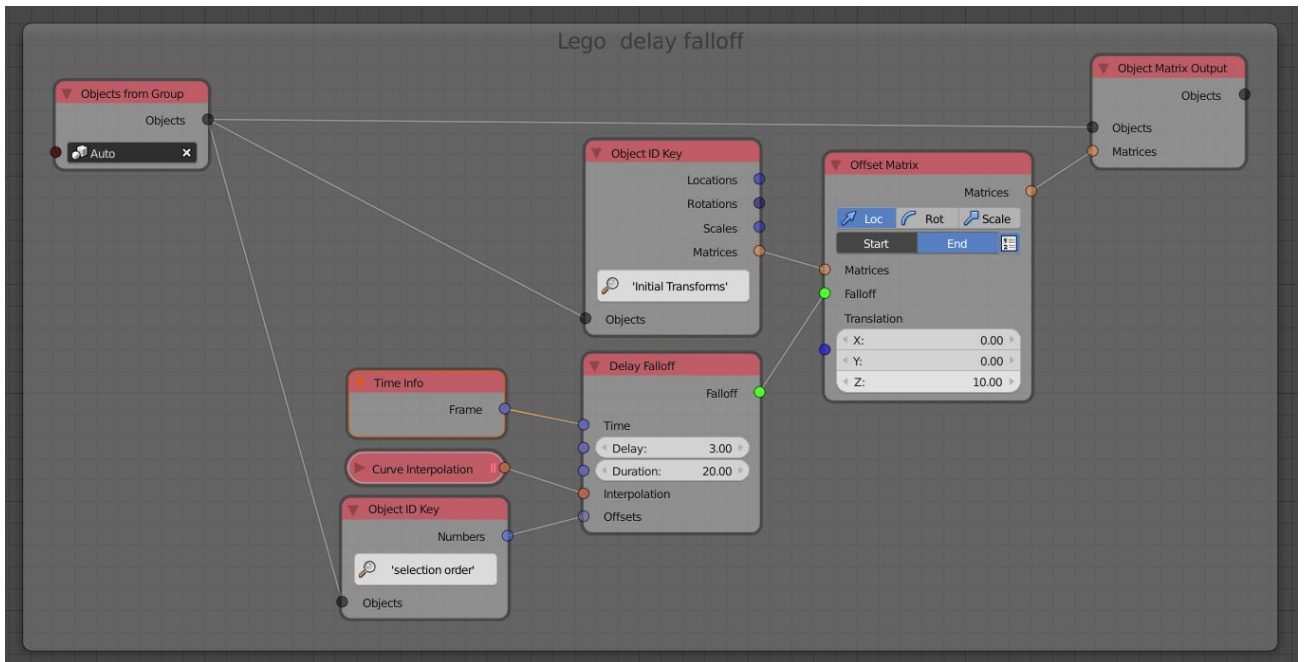 Lego delay falloff
Objects from Group
Objects
Auto
Object ID Key
Locations
Rotations
Scales
Matrices
'Initial Transforms'
Objects
Time Info
Frame
Curve Interpolation
Object ID Key
Numbers
'selection order'
Objects
Delay Falloff
Falloff
Time
Delay: 3.00
Duration: 20.00
Interpolation
Offsets
Offset Matrix
Matrices
Loc Rot Scale
Start End
Matrices
Falloff
Translation
X: 0.00
Y: 0.00
Z: 10.00
Object Matrix Output
Objects
Objects
Matrices